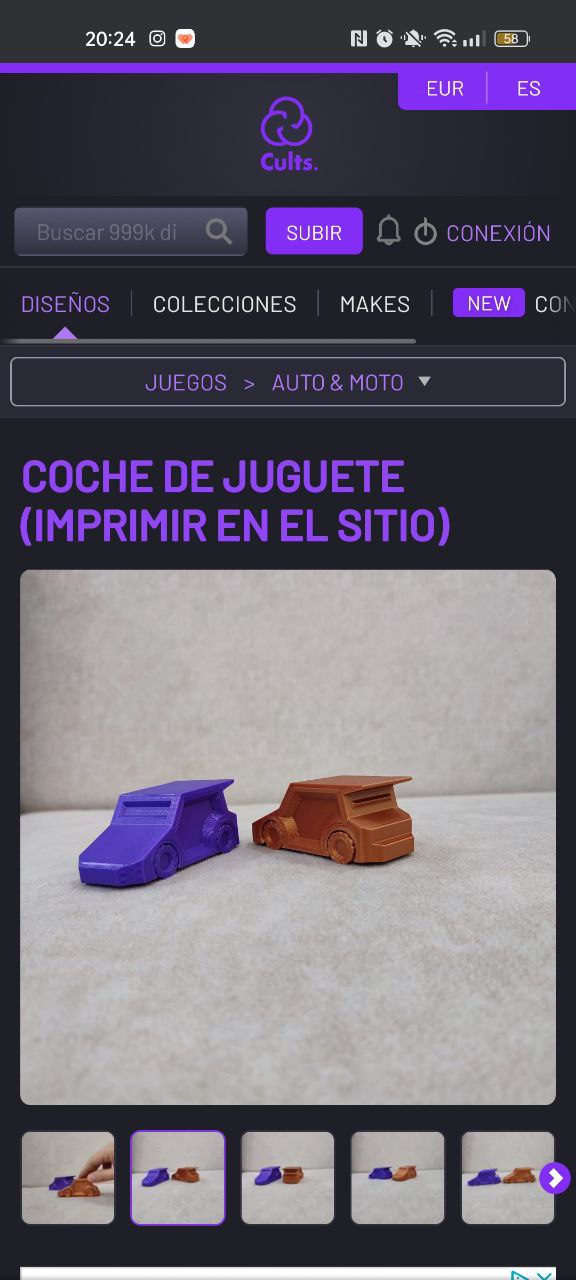 20:24
58
EUR
ES
Cults.
Buscar 999k di
SUBIR
CONEXIÓN
DISEÑOS
COLECCIONES
MAKES
NEW
CON
JUEGOS > AUTO & MOTO
COCHE DE JUGUETE
(IMPRIMIR EN EL SITIO)